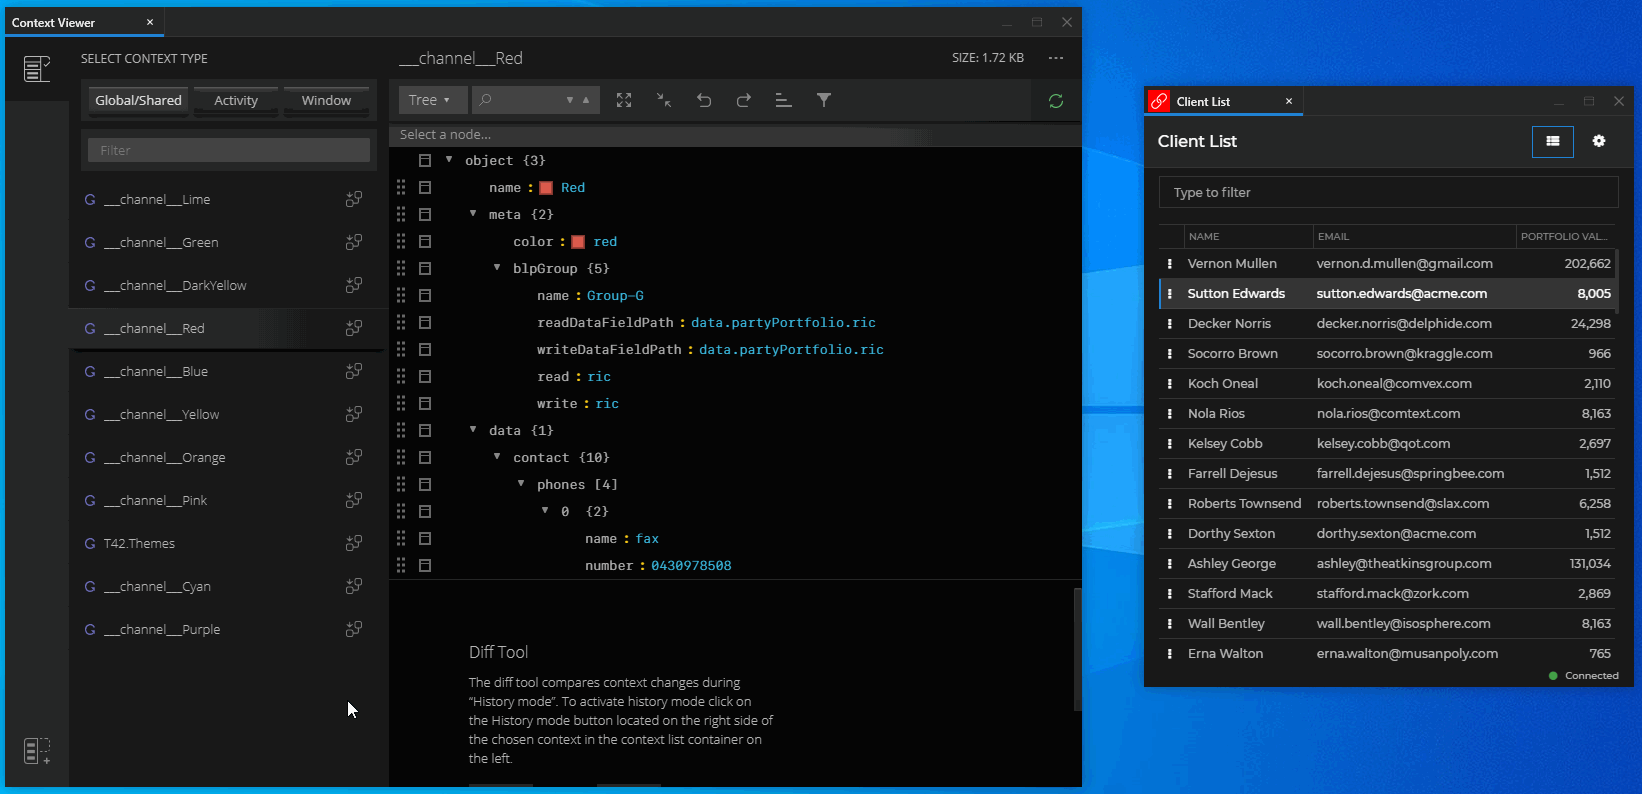 Context Viewer ×
SELECT CONTEXT TYPE
Global/Shared Activity Window
Filter
G ___channel___Lime
G ___channel___Green
G ___channel___DarkYellow
G ___channel___Red
G ___channel___Blue
G ___channel___Yellow
G ___channel___Orange
G ___channel___Pink
G T42.Themes
G ___channel___Cyan
G ___channel___Purple
___channel___Red
SIZE: 1.72 KB
Tree
Select a node...
object {3}
name : Red
meta {2}
color : red
blpGroup {5}
name : Group-G
readDataFieldPath : data.partyPortfolio.ric
writeDataFieldPath : data.partyPortfolio.ric
read : ric
write : ric
data {1}
contact {10}
phones [4]
0 {2}
name : fax
number : 0430978508
Diff Tool
The diff tool compares context changes during
“History mode”. To activate history mode click on
the History mode button located on the right side of
the chosen context in the context list container on
the left.
Client List ×
Client List
Type to filter
NAME EMAIL PORTFOLIO VAL...
Vernon Mullen vernon.d.mullen@gmail.com 202,662
Sutton Edwards sutton.edwards@acme.com 8,005
Decker Norris decker.norris@delphide.com 24,298
Socorro Brown socorro.brown@kraggle.com 966
Koch Oneal koch.oneal@comvex.com 2,110
Nola Rios nola.rios@comtext.com 8,163
Kelsey Cobb kelsey.cobb@qot.com 2,697
Farrell Dejesus farrell.dejesus@springbee.com 1,512
Roberts Townsend roberts.townsend@slax.com 6,258
Dorthy Sexton dorthy.sexton@acme.com 1,512
Ashley George ashley@theatkinsgroup.com 131,034
Stafford Mack stafford.mack@zork.com 2,869
Wall Bentley wall.bentley@isosphere.com 8,163
Erna Walton erna.walton@musanpoly.com 765
Connected